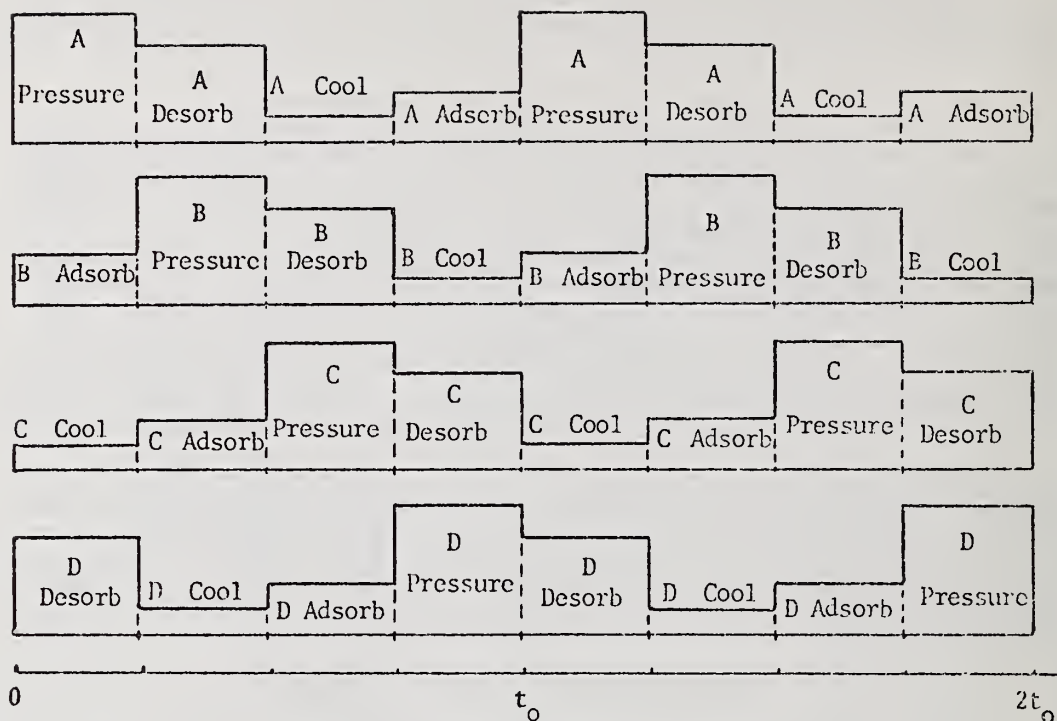 A A
Pressure A Desorb A Cool A Adsorb Pressure A Desorb A Cool A Adsorb
B B
B Adsorb Pressure B Desorb B Cool B Adsorb Pressure B Desorb B Cool
C C
C Cool C Adsorb Pressure C Desorb C Cool C Adsorb Pressure C Desorb
D D
D Desorb D Cool D Adsorb Pressure D Desorb D Cool D Adsorb Pressure
0 t₀ 2t₀